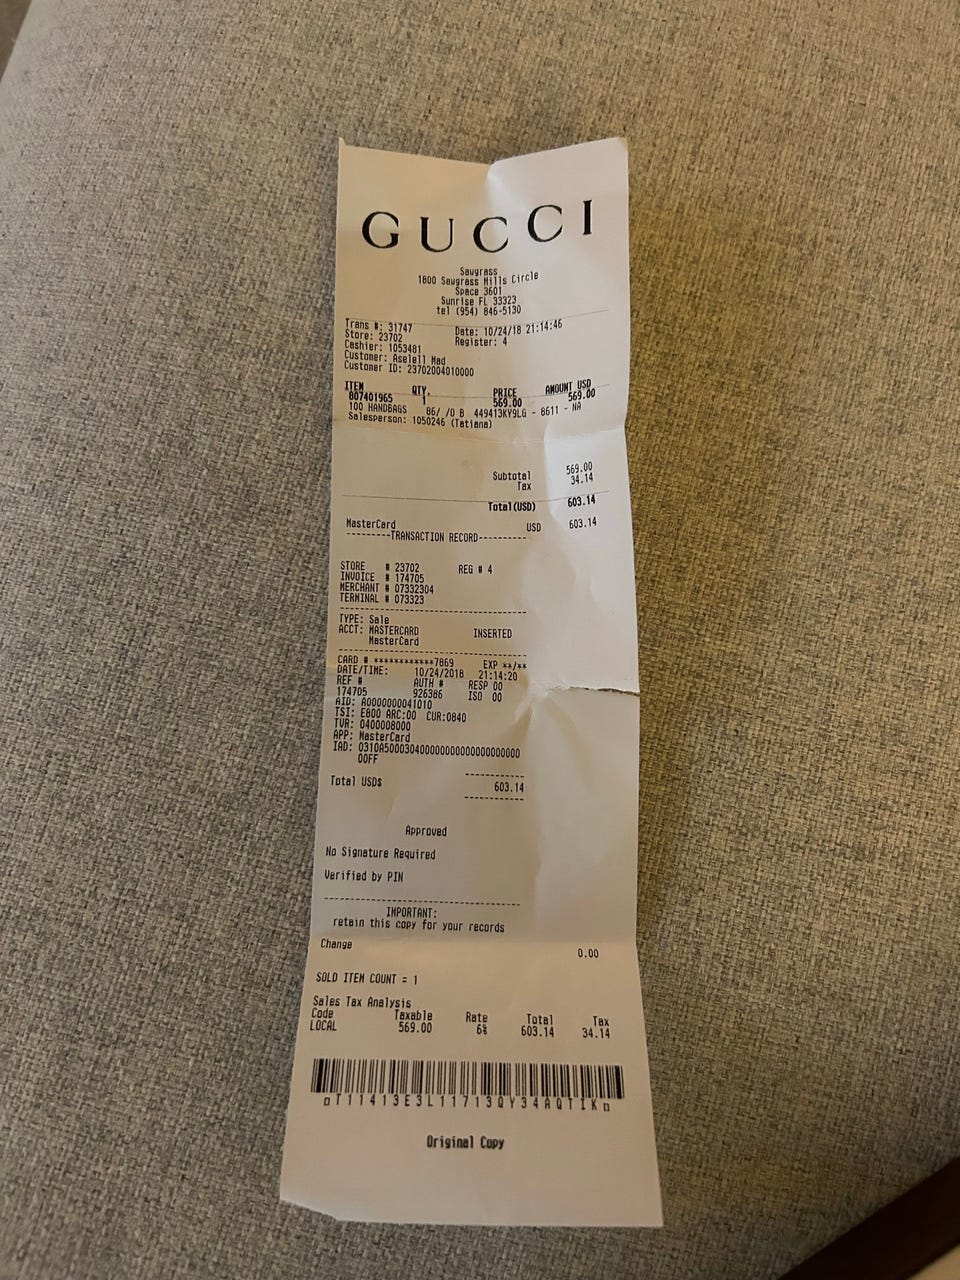 GUCCI
Sawgrass
1800 Sawgrass Mills Circle
Space 3601
Sunrise FL 33323
tel (954) 846-5130
Trans #: 31747 Date: 10/24/18 21:14:46
Store: 23702 Register: 4
Cashier: 1053481
Customer: Aselell Mad
Customer ID: 23702004010000
ITEM QTY. PRICE AMOUNT USD
807401965 1 569.00 569.00
100 HANDBAGS 86/ /0 B 449413KY9LG - 8611 - NA
Salesperson: 1050246 (Tatiana)
Subtotal 569.00
Tax 34.14
Total(USD) 603.14
MasterCard USD 603.14
---------TRANSACTION RECORD----------
STORE # 23702 REG # 4
INVOICE # 174705
MERCHANT # 07332304
TERMINAL # 073323
TYPE: Sale
ACCT: MASTERCARD INSERTED
MasterCard
CARD # ************7869 EXP **/**
DATE/TIME: 10/24/2018 21:14:20
REF # AUTH # RESP 00
174705 926386 ISO 00
AID: A0000000041010
TSI: E800 ARC:00 CUR:0840
TVR: 0400008000
APP: MasterCard
IAD: 0310A50003040000000000000000000000
00FF
Total USD$ 603.14
Approved
No Signature Required
Verified by PIN
IMPORTANT:
retain this copy for your records
Change 0.00
SOLD ITEM COUNT = 1
Sales Tax Analysis
Code Taxable Rate Total Tax
LOCAL 569.00 6% 603.14 34.14
T11413E3L11713QY34AQTIK
Original Copy